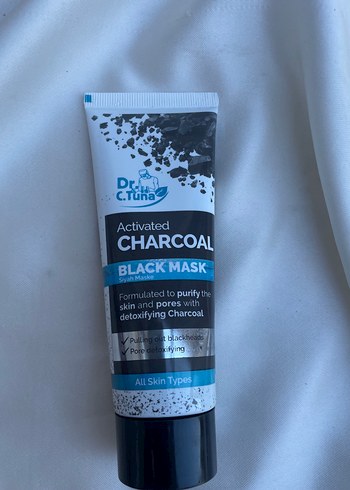 Dr.
C.Tuna
Activated
CHARCOAL
BLACK MASK
Siyah Maske
Formulated to purify the
skin and pores with
detoxifying Charcoal
✓ Pulling out blackheads
✓ Pore detoxifying
All Skin Types